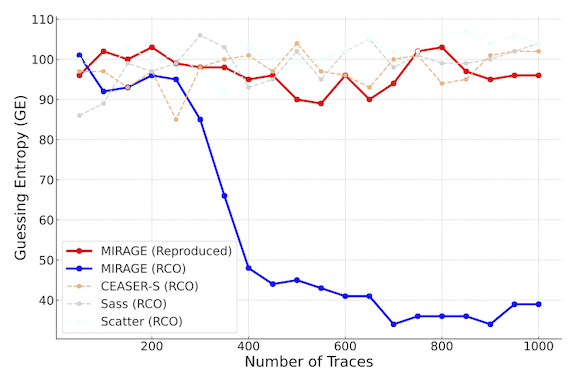 110
100
90
80
70
60
50
40
Guessing Entropy (GE)
MIRAGE (Reproduced)
MIRAGE (RCO)
CEASER-S (RCO)
Sass (RCO)
Scatter (RCO)
200
400
600
800
1000
Number of Traces